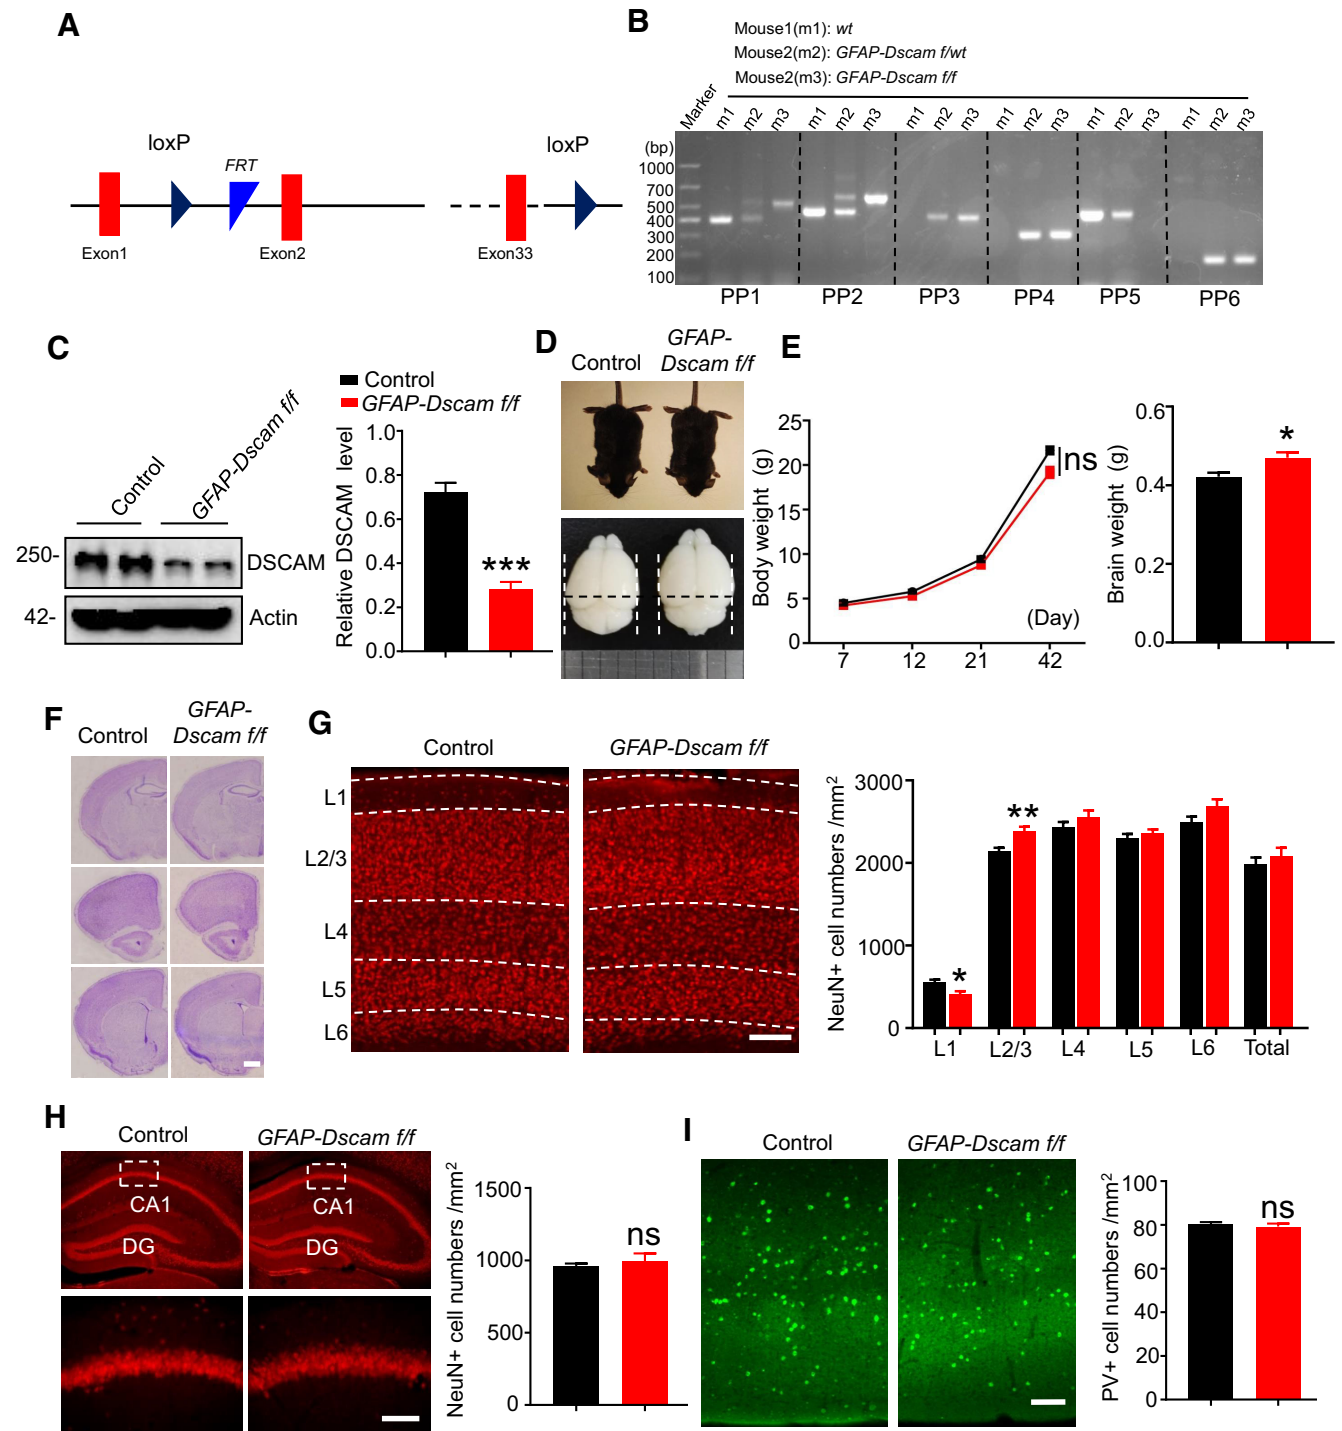 A
loxP
FRT
loxP
Exon1
Exon2
Exon33
B
Mouse1(m1): wt
Mouse2(m2): GFAP-Dscam f/wt
Mouse2(m3): GFAP-Dscam f/f
Marker m1 m2 m3 m1 m2 m3 m1 m2 m3 m1 m2 m3 m1 m2 m3 m1 m2 m3
(bp)
1000
700
500
400
300
200
100
PP1 PP2 PP3 PP4 PP5 PP6
C
Control
GFAP-Dscam f/f
250-
DSCAM
42-
Actin
Control
GFAP-Dscam f/f
Relative DSCAM level
1.0
0.8
0.6
0.4
0.2
0.0
***
D
Control
GFAP-
Dscam f/f
E
Body weight (g)
25
20
15
10
5
0
ns
(Day)
7 12 21 42
Brain weight (g)
0.6
0.4
0.2
0.0
*
F
Control
GFAP-
Dscam f/f
G
Control
GFAP-Dscam f/f
L1
L2/3
L4
L5
L6
NeuN+ cell numbers /mm2
3000
2000
1000
0
*
**
L1 L2/3 L4 L5 L6 Total
H
Control
GFAP-Dscam f/f
CA1
DG
CA1
DG
NeuN+ cell numbers /mm2
1500
1000
500
0
ns
I
Control
GFAP-Dscam f/f
PV+ cell numbers /mm2
100
80
60
40
20
0
ns